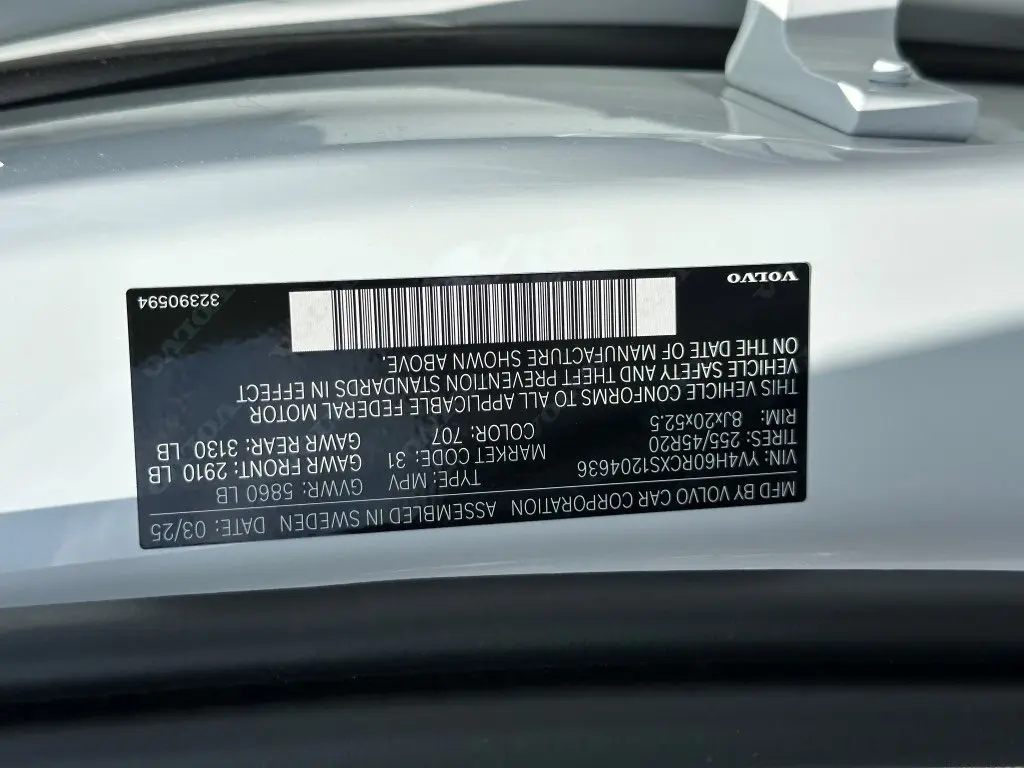 MFD BY VOLVO CAR CORPORATION ASSEMBLED IN SWEDEN DATE: 03/25
VIN: YV4H60RCXS1204636 TYPE: MPV GVWR: 5860 LB
TIRES: 255/45R20 MARKET CODE: 31 GAWR FRONT: 2910 LB
RIM: 8Jx20x52.5 COLOR: 707 GAWR REAR: 3130 LB
THIS VEHICLE CONFORMS TO ALL APPLICABLE FEDERAL MOTOR
VEHICLE SAFETY AND THEFT PREVENTION STANDARDS IN EFFECT
ON THE DATE OF MANUFACTURE SHOWN ABOVE.
VOLVO 32390594